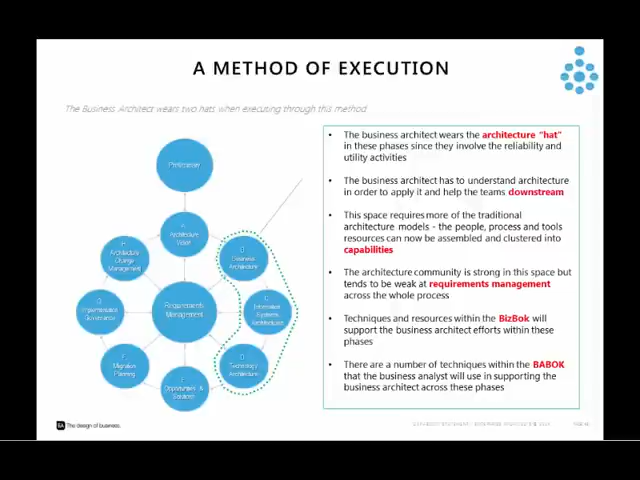 A METHOD OF EXECUTION
The Business Architect wears two hats when executing through this method
Preliminary
A.
Architecture
Vision
H.
Architecture
Change
Management
B.
Business
Architecture
G.
Implementation
Governance
Requirements
Management
C.
Information
Systems
Architectures
F.
Migration
Planning
D.
Technology
Architecture
E.
Opportunities &
Solutions
• The business architect wears the architecture "hat"
in these phases since they involve the reliability and
utility activities
• The business architect has to understand architecture
in order to apply it and help the teams downstream
• This space requires more of the traditional
architecture models - the people, process and tools
resources can now be assembled and clustered into
capabilities
• The architecture community is strong in this space but
tends to be weak at requirements management
across the whole process
• Techniques and resources within the BizBok will
support the business architect efforts within these
phases
• There are a number of techniques within the BABOK
that the business analyst will use in supporting the
business architect across these phases
The design of business.